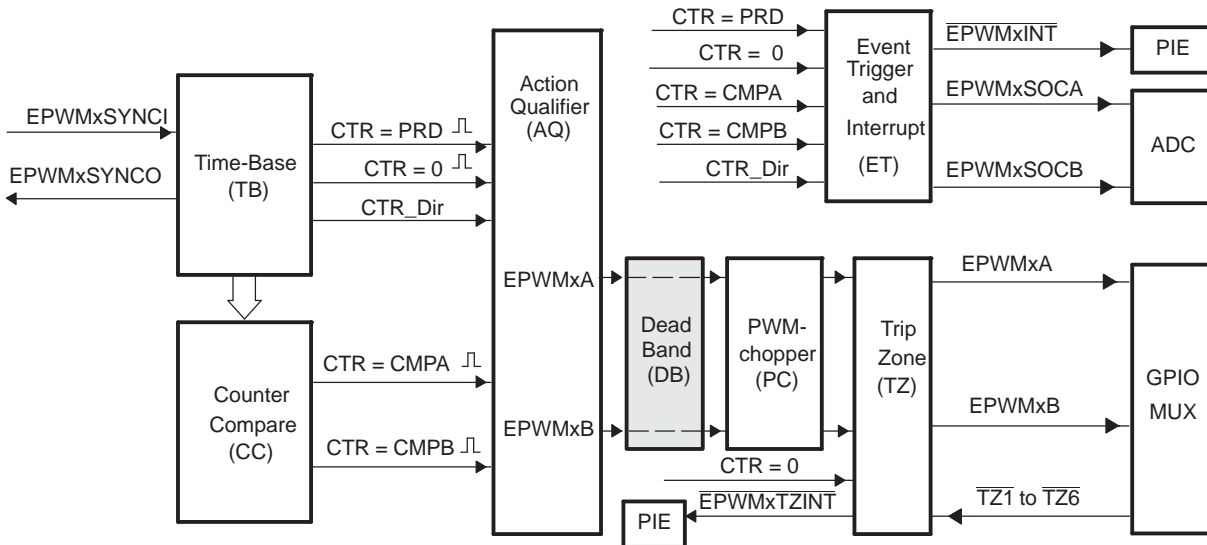 EPWMxSYNCI
EPWMxSYNCO
Time-Base
(TB)
CTR = PRD
CTR = 0
CTR_Dir
Counter
Compare
(CC)
CTR = CMPA
CTR = CMPB
Action
Qualifier
(AQ)
EPWMxA
EPWMxB
CTR = PRD
CTR = 0
CTR = CMPA
CTR = CMPB
CTR_Dir
Event
Trigger
and
Interrupt
(ET)
EPWMxINT
EPWMxSOCA
EPWMxSOCB
PIE
ADC
Dead
Band
(DB)
PWM-
chopper
(PC)
CTR = 0
EPWMxTZINT
PIE
Trip
Zone
(TZ)
EPWMxA
EPWMxB
TZ1 to TZ6
GPIO
MUX